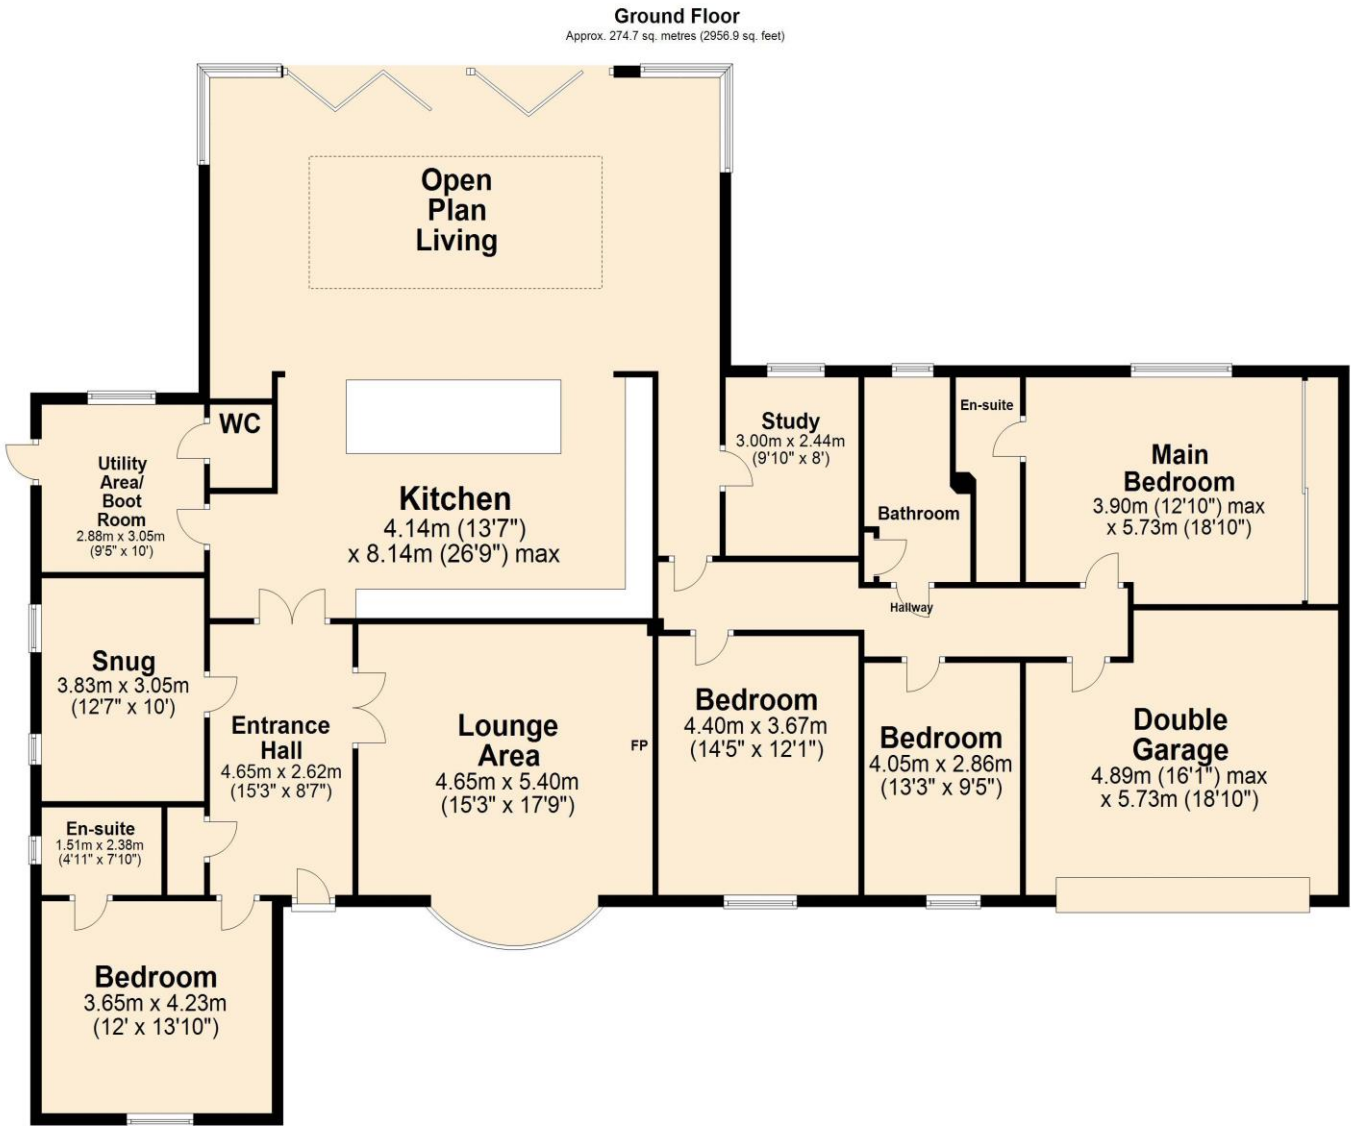 Ground Floor
Approx. 274.7 sq. metres (2956.9 sq. feet)
Open
Plan
Living
WC
Utility
Area/
Boot
Room
2.88m x 3.05m
(9'5" x 10')
Kitchen
4.14m (13'7")
x 8.14m (26'9") max
Study
3.00m x 2.44m
(9'10" x 8')
Bathroom
En-suite
Main
Bedroom
3.90m (12'10") max
x 5.73m (18'10")
Hallway
Snug
3.83m x 3.05m
(12'7" x 10')
Entrance
Hall
4.65m x 2.62m
(15'3" x 8'7")
Lounge
Area
4.65m x 5.40m
(15'3" x 17'9")
FP
Bedroom
4.40m x 3.67m
(14'5" x 12'1")
Bedroom
4.05m x 2.86m
(13'3" x 9'5")
Double
Garage
4.89m (16'1") max
x 5.73m (18'10")
En-suite
1.51m x 2.38m
(4'11" x 7'10")
Bedroom
3.65m x 4.23m
(12' x 13'10")